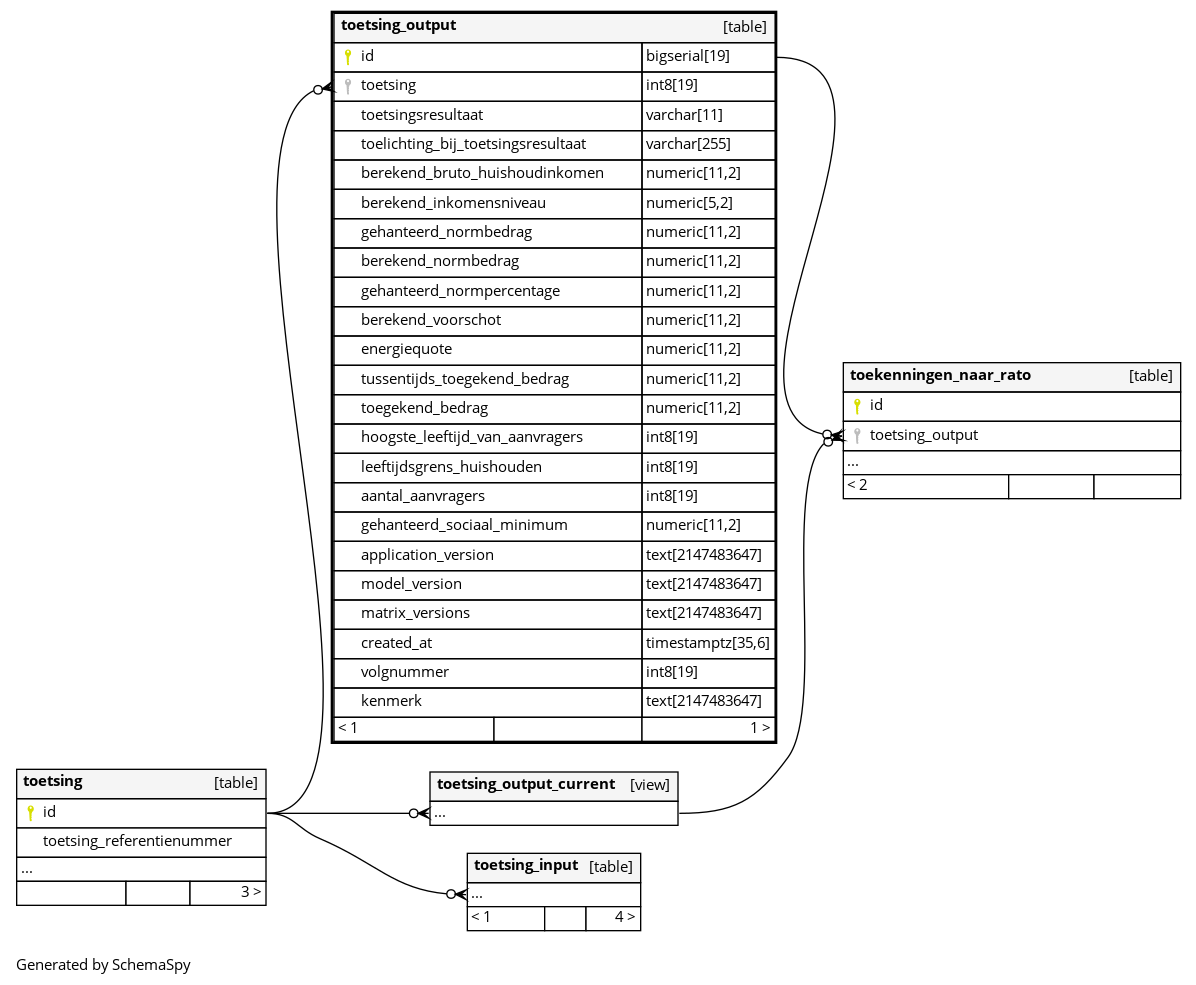 toetsing_output [table]
id bigserial[19]
toetsing int8[19]
toetsingsresultaat varchar[11]
toelichting_bij_toetsingsresultaat varchar[255]
berekend_bruto_huishoudinkomen numeric[11,2]
berekend_inkomensniveau numeric[5,2]
gehanteerd_normbedrag numeric[11,2]
berekend_normbedrag numeric[11,2]
gehanteerd_normpercentage numeric[11,2]
berekend_voorschot numeric[11,2]
energiequote numeric[11,2]
tussentijds_toegekend_bedrag numeric[11,2]
toegekend_bedrag numeric[11,2]
hoogste_leeftijd_van_aanvragers int8[19]
leeftijdsgrens_huishouden int8[19]
aantal_aanvragers int8[19]
gehanteerd_sociaal_minimum numeric[11,2]
application_version text[2147483647]
model_version text[2147483647]
matrix_versions text[2147483647]
created_at timestamptz[35,6]
volgnummer int8[19]
kenmerk text[2147483647]
< 1 1 >
toekenningen_naar_rato [table]
id
toetsing_output
...
< 2
toetsing [table]
id
toetsing_referentienummer
...
3 >
toetsing_output_current [view]
...
toetsing_input [table]
...
< 1 4 >
Generated by SchemaSpy